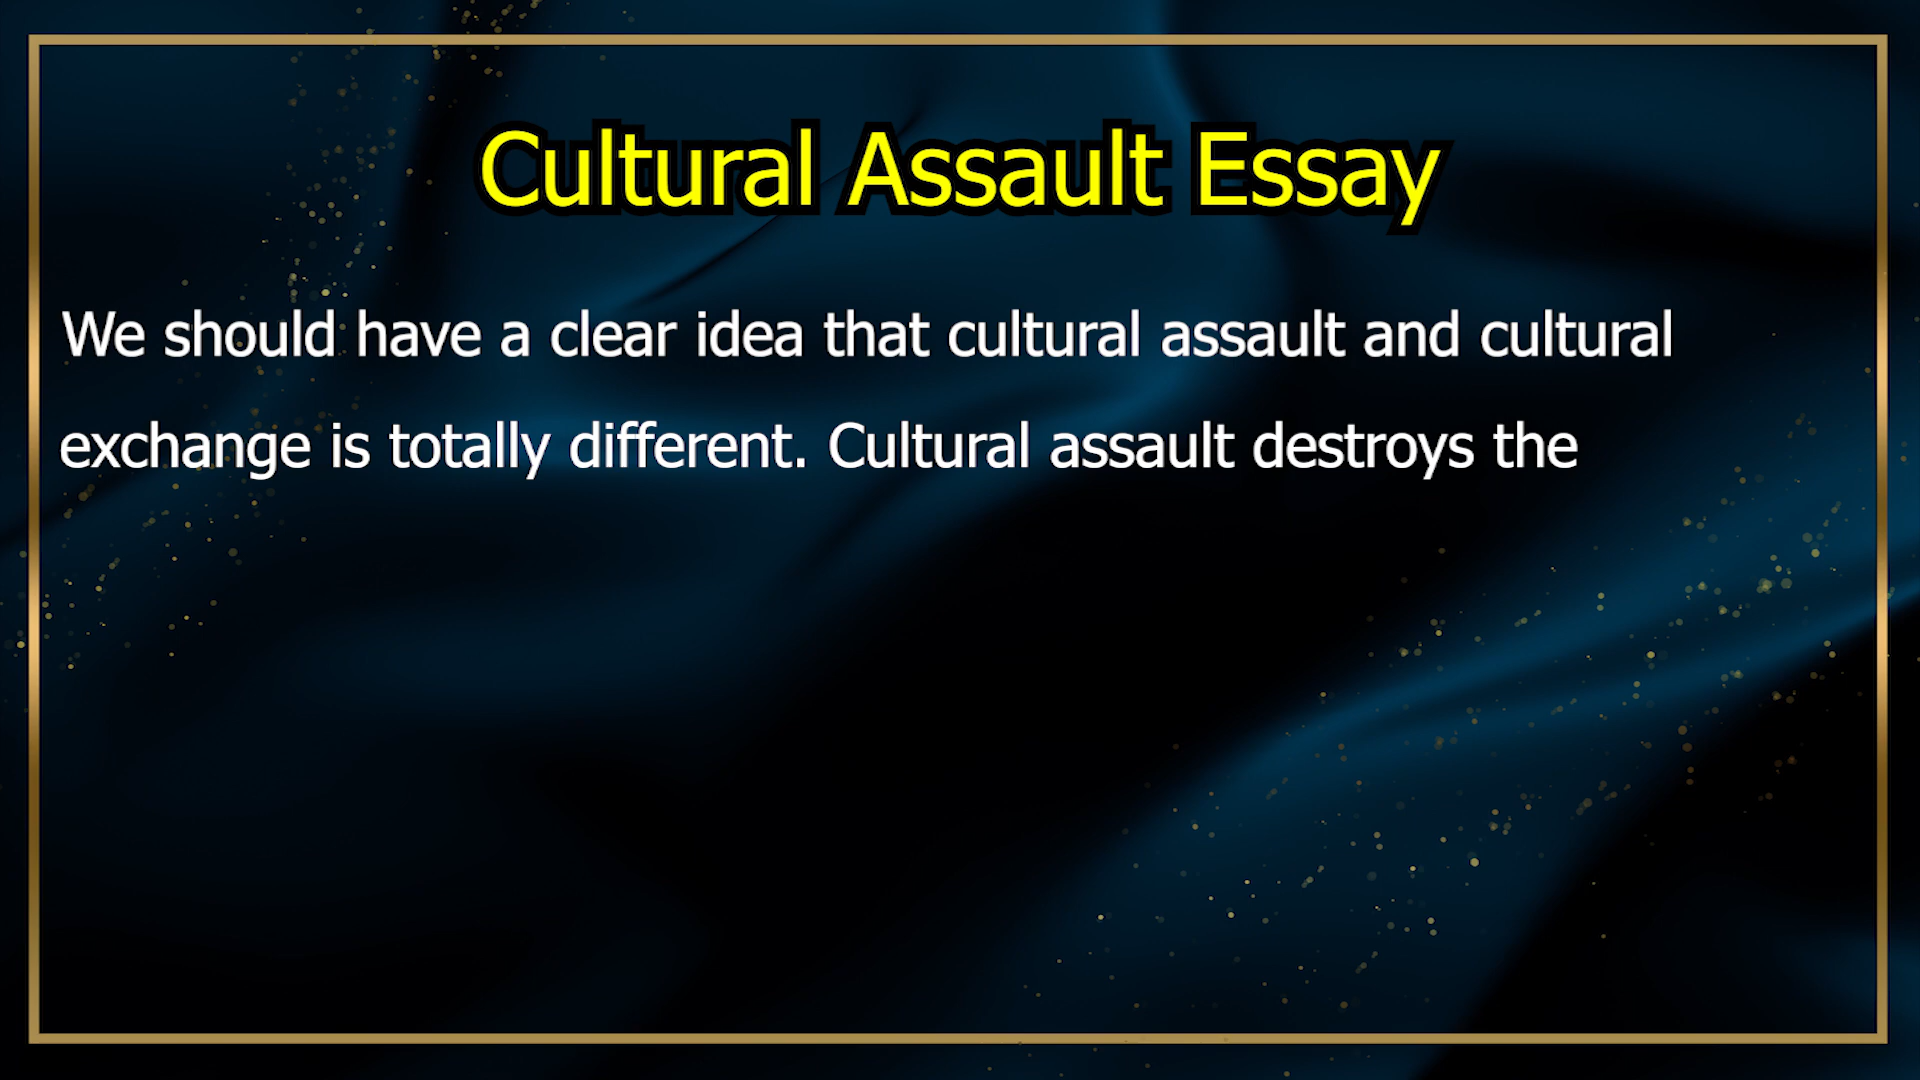 Cultural Assault Essay
We should have a clear idea that cultural assault and cultural
exchange is totally different. Cultural assault destroys the